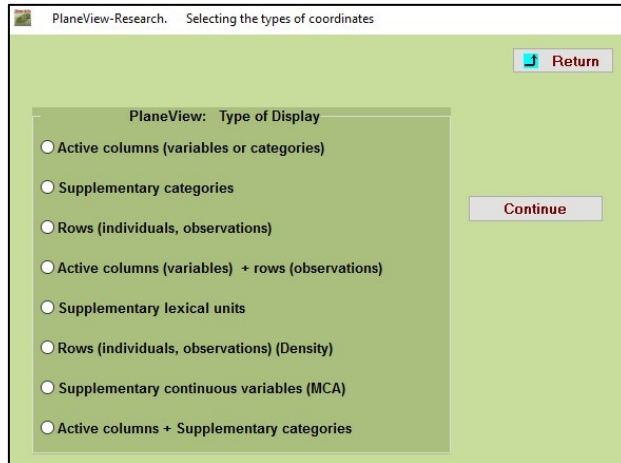 PlaneView-Research. Selecting the types of coordinates
Return
PlaneView: Type of Display
Active columns (variables or categories)
Supplementary categories
Rows (individuals, observations)
Continue
Active columns (variables) + rows (observations)
Supplementary lexical units
Rows (individuals, observations) (Density)
Supplementary continuous variables (MCA)
Active columns + Supplementary categories